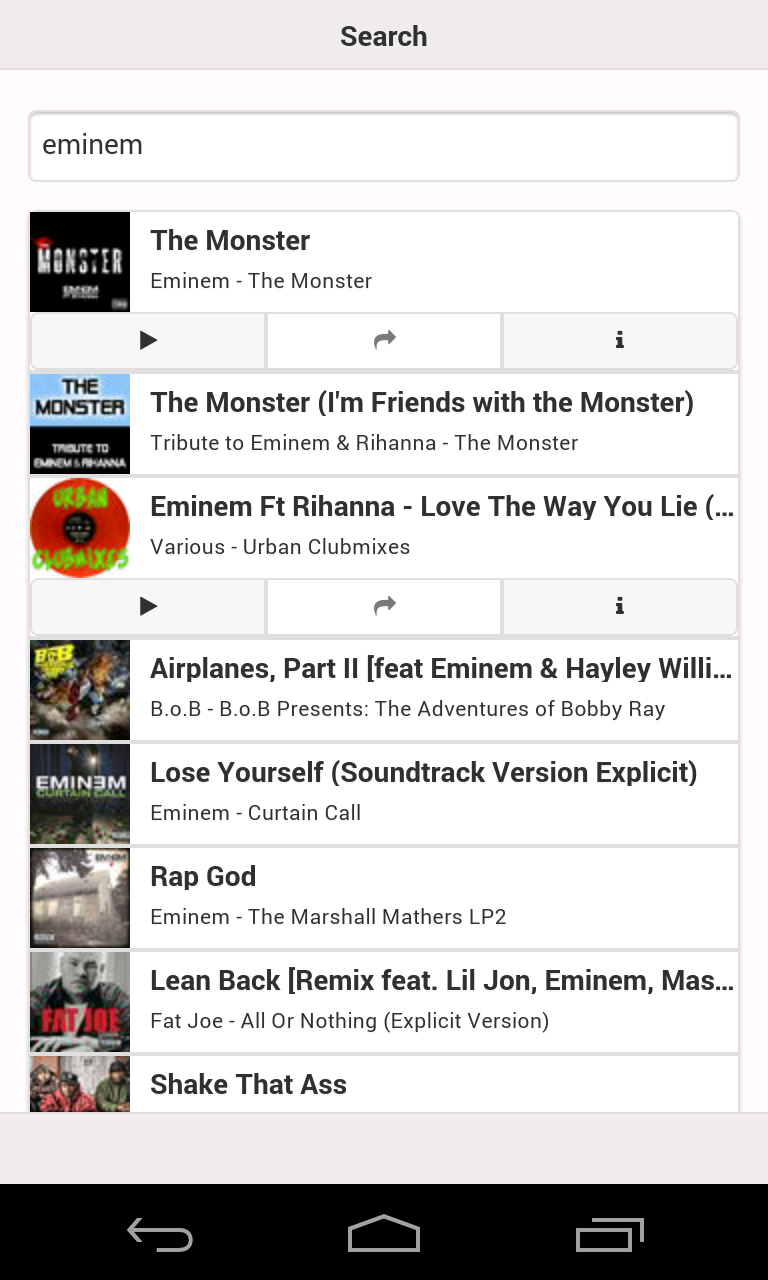 Search
eminem
THE
MONSTER
EMINEM
The Monster
Eminem - The Monster
THE
MONSTER
TRIBUTE TO
EMINEM & RIHANNA
The Monster (I'm Friends with the Monster)
Tribute to Eminem & Rihanna - The Monster
URBAN
CLUBMIXES
Eminem Ft Rihanna - Love The Way You Lie (...
Various - Urban Clubmixes
B.o.B
Airplanes, Part II [feat Eminem & Hayley Willi...
B.o.B - B.o.B Presents: The Adventures of Bobby Ray
EMINƎM
CURTAIN CALL
Lose Yourself (Soundtrack Version Explicit)
Eminem - Curtain Call
EMINƎM
Rap God
Eminem - The Marshall Mathers LP2
FAT JOE
Lean Back [Remix feat. Lil Jon, Eminem, Mas...
Fat Joe - All Or Nothing (Explicit Version)
Shake That Ass